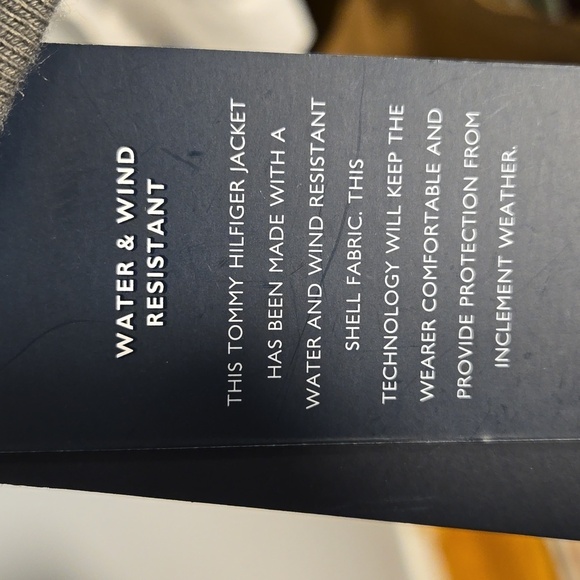 WATER & WIND
RESISTANT
THIS TOMMY HILFIGER JACKET
HAS BEEN MADE WITH A
WATER AND WIND RESISTANT
SHELL FABRIC. THIS
TECHNOLOGY WILL KEEP THE
WEARER COMFORTABLE AND
PROVIDE PROTECTION FROM
INCLEMENT WEATHER.